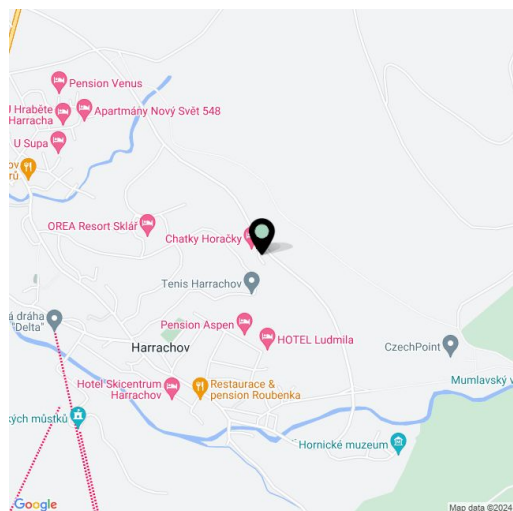 Pension Venus
U Hraběte
Harracha
Apartmány Nový Svět 548
U Supa
OREA Resort Sklář
Chatky Horačky
Tenis Harrachov
á dráha
"Delta"
Pension Aspen
HOTEL Ludmila
CzechPoint
Harrachov
Hotel Skicentrum
Harrachov
Restaurace &
pension Roubenka
Mumlavský v
kých můstků
Hornické muzeum
Google
Map data ©2024